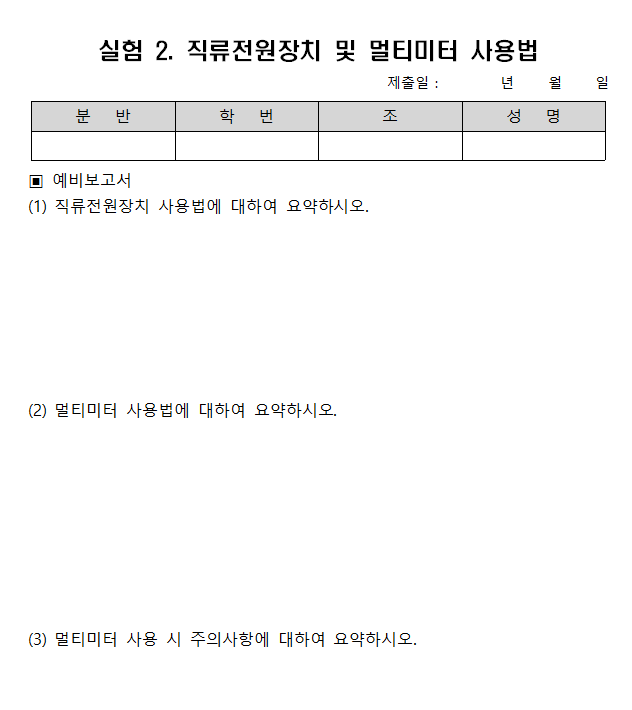 실험 2. 직류전원장치 및 멀티미터 사용법
제출일 : 년 월 일
분 반 학 번 조 성 명
▣ 예비보고서
(1) 직류전원장치 사용법에 대하여 요약하시오.
(2) 멀티미터 사용법에 대하여 요약하시오.
(3) 멀티미터 사용 시 주의사항에 대하여 요약하시오.